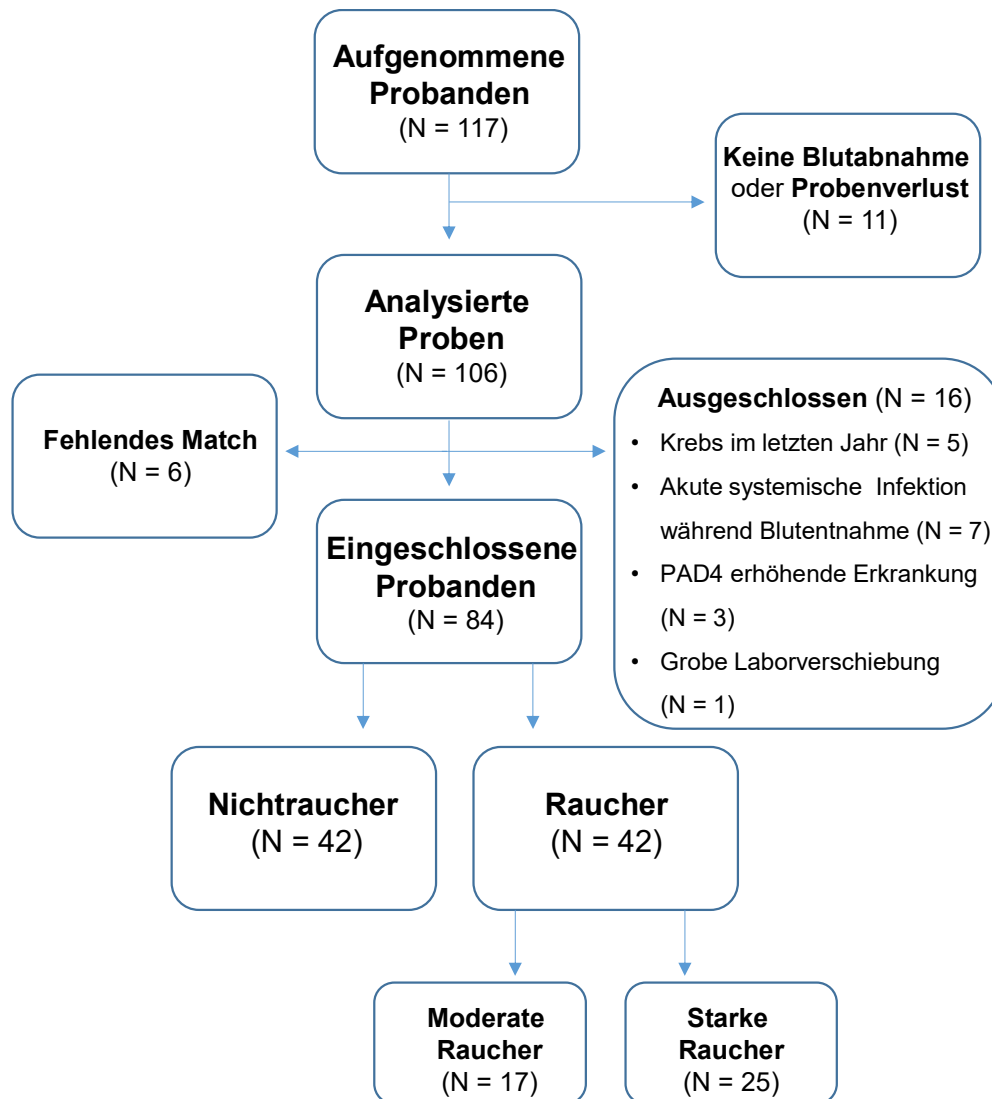 Aufgenommene
Probanden
(N = 117)
Keine Blutabnahme
oder Probenverlust
(N = 11)
Analysierte
Proben
(N = 106)
Fehlendes Match
(N = 6)
Ausgeschlossen (N = 16)
• Krebs im letzten Jahr (N = 5)
• Akute systemische Infektion
während Blutentnahme (N = 7)
• PAD4 erhöhende Erkrankung
(N = 3)
• Grobe Laborverschiebung
(N = 1)
Eingeschlossene
Probanden
(N = 84)
Nichtraucher
(N = 42)
Raucher
(N = 42)
Moderate
Raucher
(N = 17)
Starke
Raucher
(N = 25)